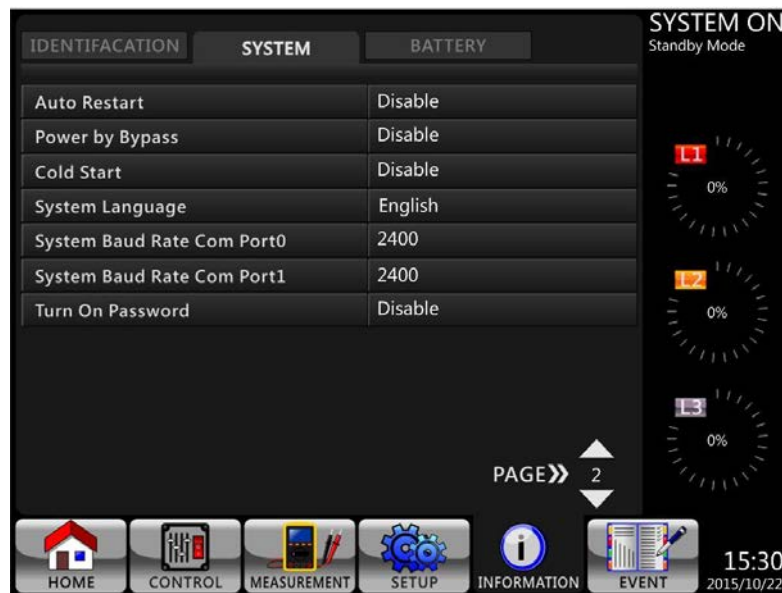 SYSTEM ON
Standby Mode
IDENTIFACATION SYSTEM BATTERY
Auto Restart Disable
Power by Bypass Disable
Cold Start Disable
System Language English
System Baud Rate Com Port0 2400
System Baud Rate Com Port1 2400
Turn On Password Disable
L1
0%
L2
0%
L3
0%
PAGE 2
HOME CONTROL MEASUREMENT SETUP INFORMATION EVENT
15:30
2015/10/22